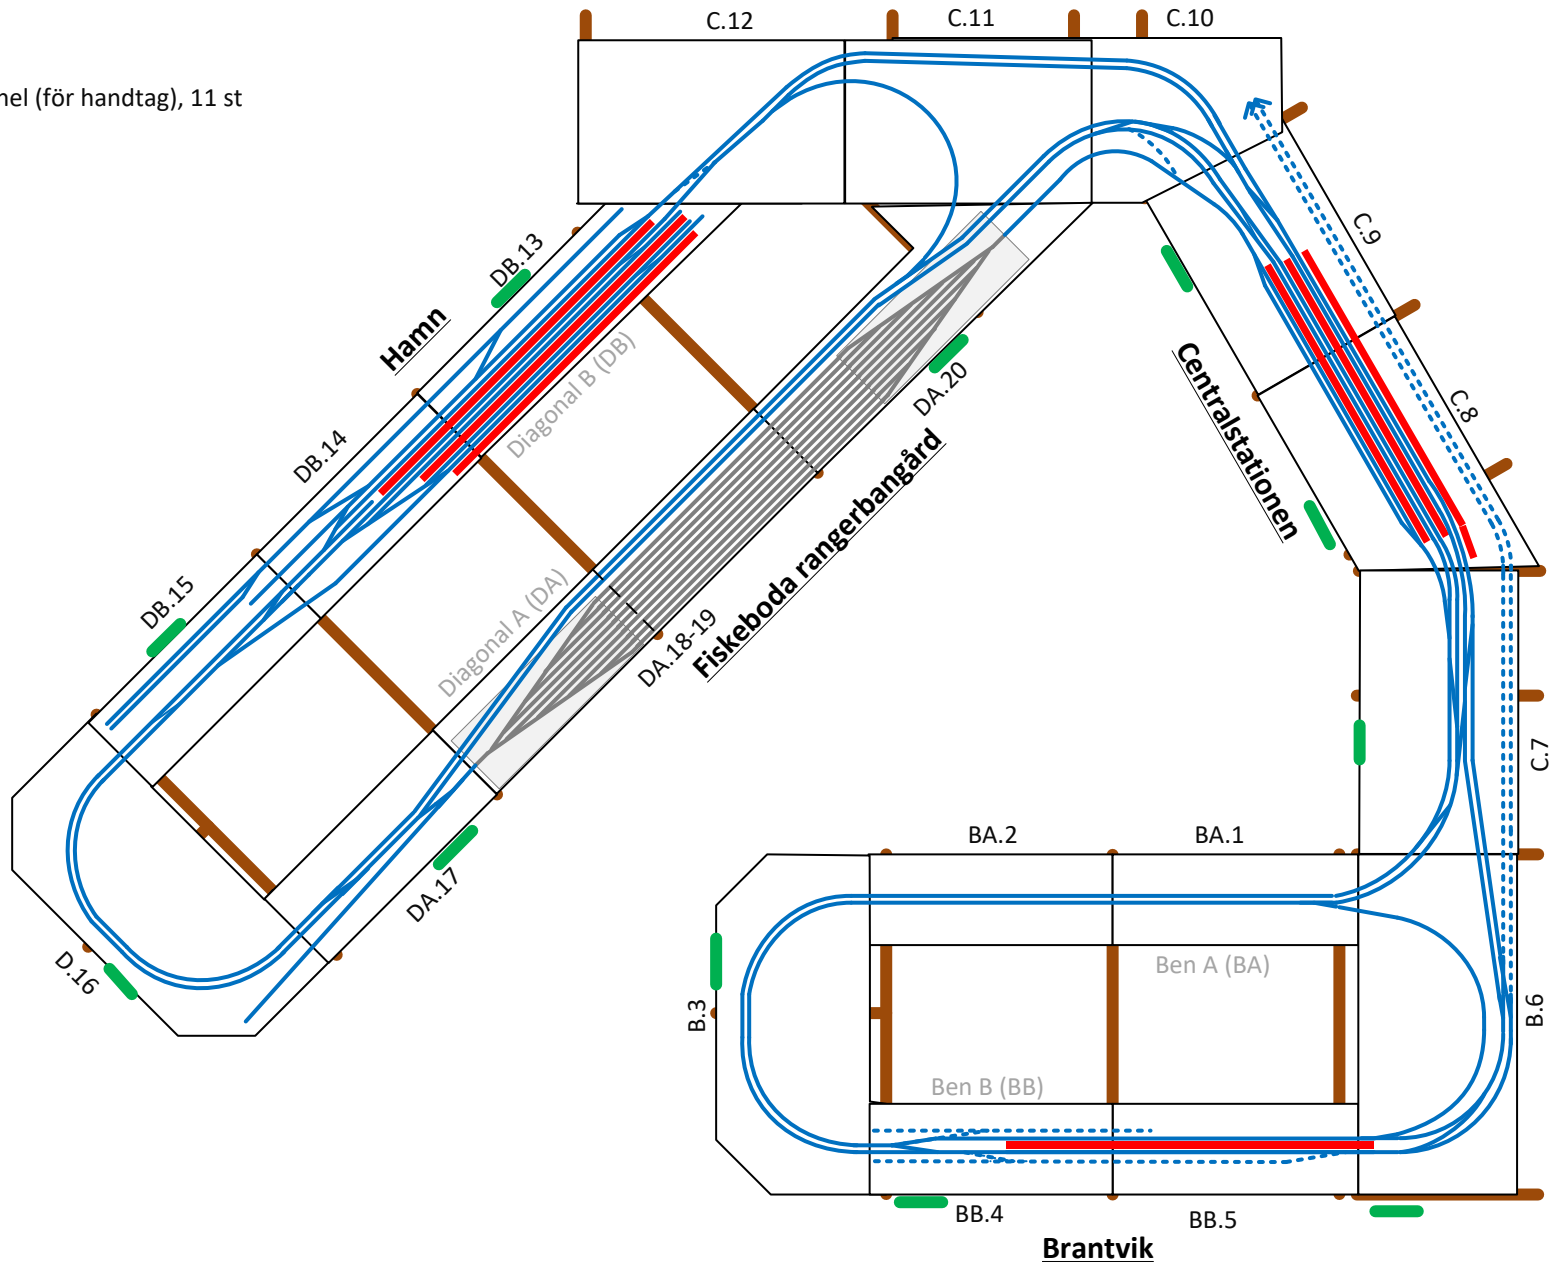 C.12
C.11
C.10
nel (för handtag), 11 st
C.9
DB.13
Hamn
Diagonal B (DB)
DA.20
C.8
Centralstationen
DB.14
Fiskeboda rangerbangård
DB.15
Diagonal A (DA)
DA.18-19
C.7
BA.2
BA.1
DA.17
D.16
Ben A (BA)
B.3
B.6
Ben B (BB)
BB.4
BB.5
Brantvik